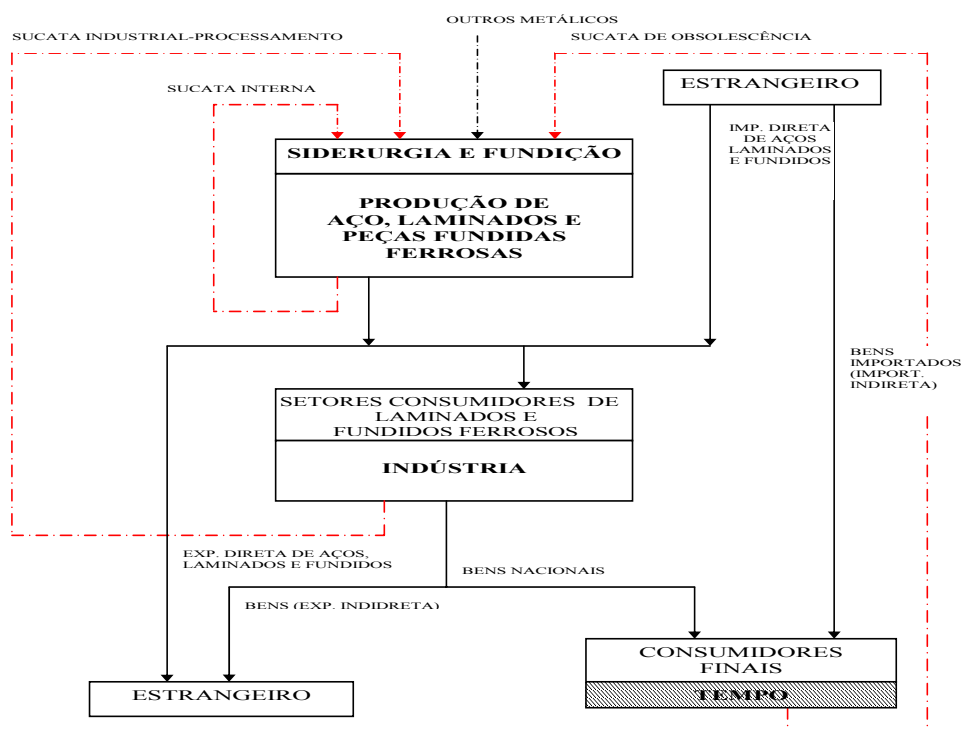 OUTROS METÁLICOS
SUCATA INDUSTRIAL-PROCESSAMENTO
SUCATA DE OBSOLESCÊNCIA
SUCATA INTERNA
ESTRANGEIRO
IMP. DIRETA
DE AÇOS
LAMINADOS
E FUNDIDOS
SIDERURGIA E FUNDIÇÃO
PRODUÇÃO DE
AÇO, LAMINADOS E
PEÇAS FUNDIDAS
FERROSAS
BENS
IMPORTADOS
(IMPORT.
INDIRETA)
SETORES CONSUMIDORES DE
LAMINADOS E
FUNDIDOS FERROSOS
INDÚSTRIA
EXP. DIRETA DE AÇOS,
LAMINADOS E FUNDIDOS
BENS NACIONAIS
BENS (EXP. INDIDRETA)
CONSUMIDORES
FINAIS
TEMPO
ESTRANGEIRO